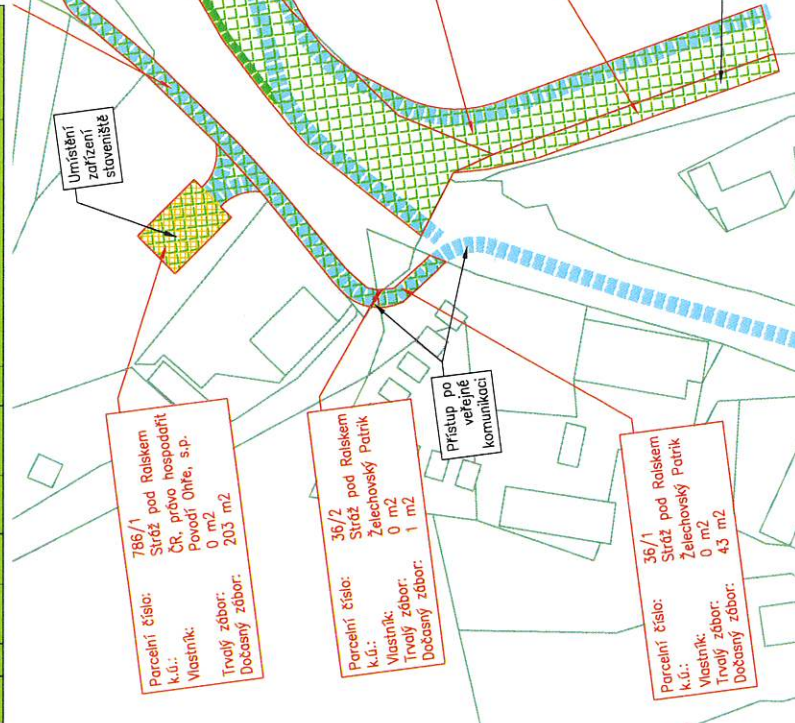 Umístění
zařízení
staveniště
Parcelní číslo: 786/1
k.ú.: Stráž pod Ralskem
Vlastník: ČR, právo hospodařit
Povodí Ohře, s.p.
Trvalý zábor: 0 m2
Dočasný zábor: 203 m2
Parcelní číslo: 36/2
k.ú.: Stráž pod Ralskem
Vlastník: Želechovský Patrik
Trvalý zábor: 0 m2
Dočasný zábor: 1 m2
Přístup po
veřejné
komunikaci
Parcelní číslo: 36/1
k.ú.: Stráž pod Ralskem
Vlastník: Želechovský Patrik
Trvalý zábor: 0 m2
Dočasný zábor: 43 m2